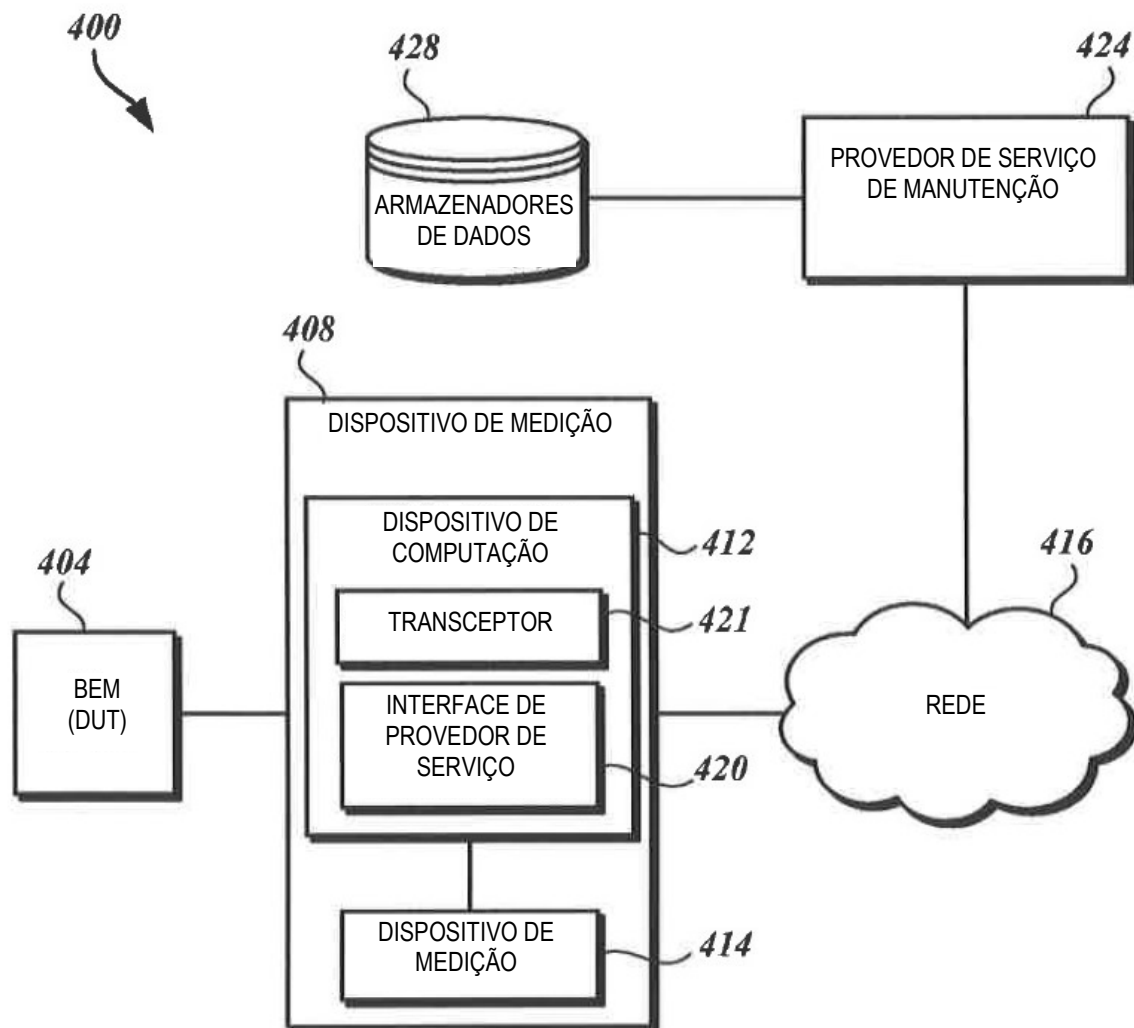 400
428
424
ARMAZENADORES
DE DADOS
PROVEDOR DE SERVIÇO
DE MANUTENÇÃO
408
DISPOSITIVO DE MEDIÇÃO
DISPOSITIVO DE
COMPUTAÇÃO
412
TRANSCEPTOR
421
INTERFACE DE
PROVEDOR DE
SERVIÇO
420
404
BEM
(DUT)
416
REDE
DISPOSITIVO DE
MEDIÇÃO
414